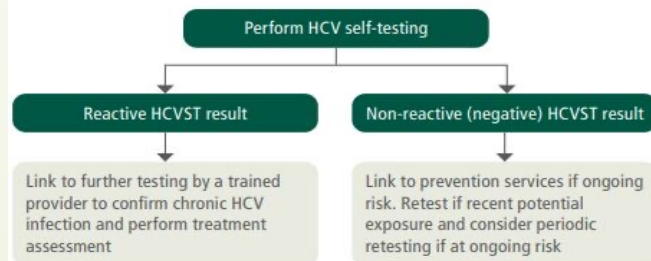 Perform HCV self-testing
Reactive HCVST result
Non-reactive (negative) HCVST result
Link to further testing by a trained
provider to confirm chronic HCV
infection and perform treatment
assessment
Link to prevention services if ongoing
risk. Retest if recent potential
exposure and consider periodic
retesting if at ongoing risk